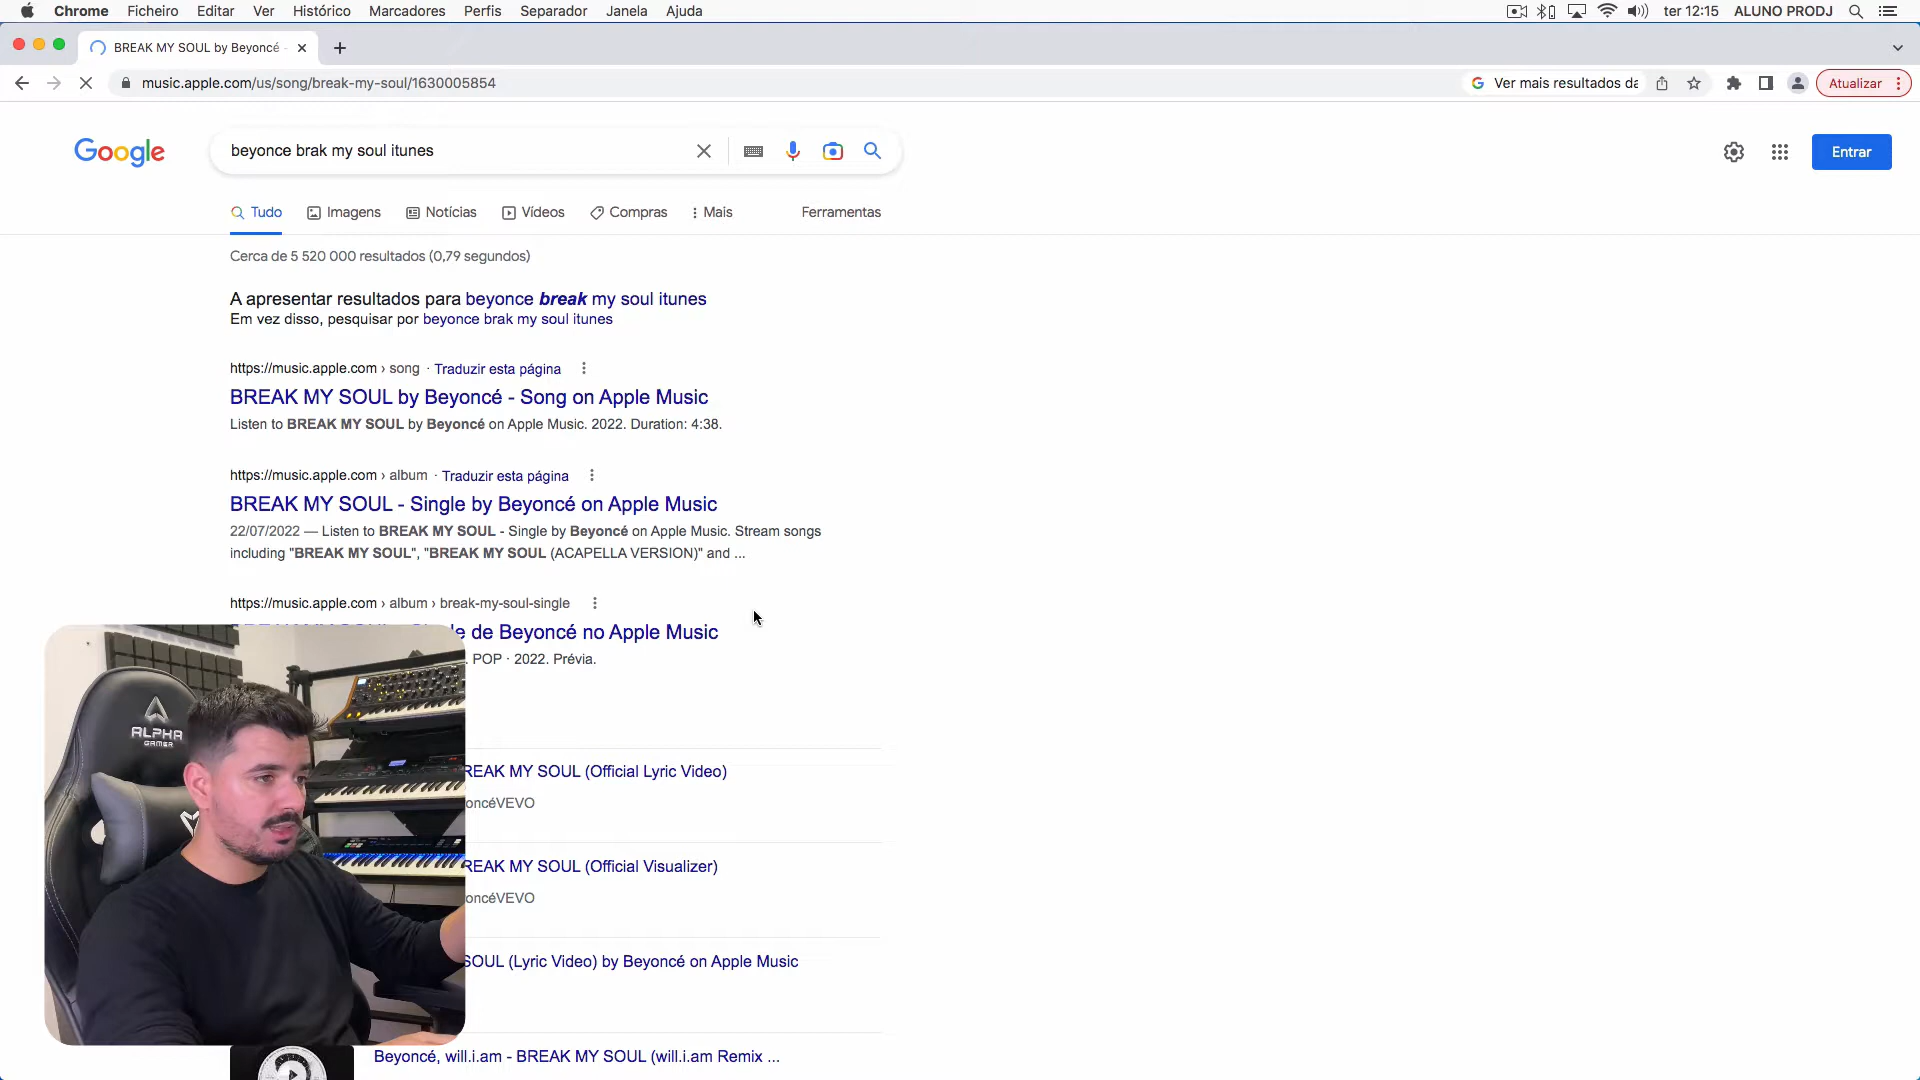 Chrome Ficheiro Editar Ver Histórico Marcadores Perfis Separador Janela Ajuda
ter 12:15 ALUNO PRODJ
BREAK MY SOUL by Beyoncé -
music.apple.com/us/song/break-my-soul/1630005854
Ver mais resultados da
Atualizar
Google
beyonce brak my soul itunes
Entrar
Tudo Imagens Notícias Vídeos Compras Mais Ferramentas
Cerca de 5 520 000 resultados (0,79 segundos)
A apresentar resultados para beyonce break my soul itunes
Em vez disso, pesquisar por beyonce brak my soul itunes
https://music.apple.com › song · Traduzir esta página
BREAK MY SOUL by Beyoncé - Song on Apple Music
Listen to BREAK MY SOUL by Beyoncé on Apple Music. 2022. Duration: 4:38.
https://music.apple.com › album · Traduzir esta página
BREAK MY SOUL - Single by Beyoncé on Apple Music
22/07/2022 — Listen to BREAK MY SOUL - Single by Beyoncé on Apple Music. Stream songs
including "BREAK MY SOUL", "BREAK MY SOUL (ACAPELLA VERSION)" and ...
https://music.apple.com › album › break-my-soul-single
de Beyoncé no Apple Music
POP · 2022. Prévia.
REAK MY SOUL (Official Lyric Video)
oncéVEVO
REAK MY SOUL (Official Visualizer)
oncéVEVO
SOUL (Lyric Video) by Beyoncé on Apple Music
Beyoncé, will.i.am - BREAK MY SOUL (will.i.am Remix ...
ALPHA
GAMER